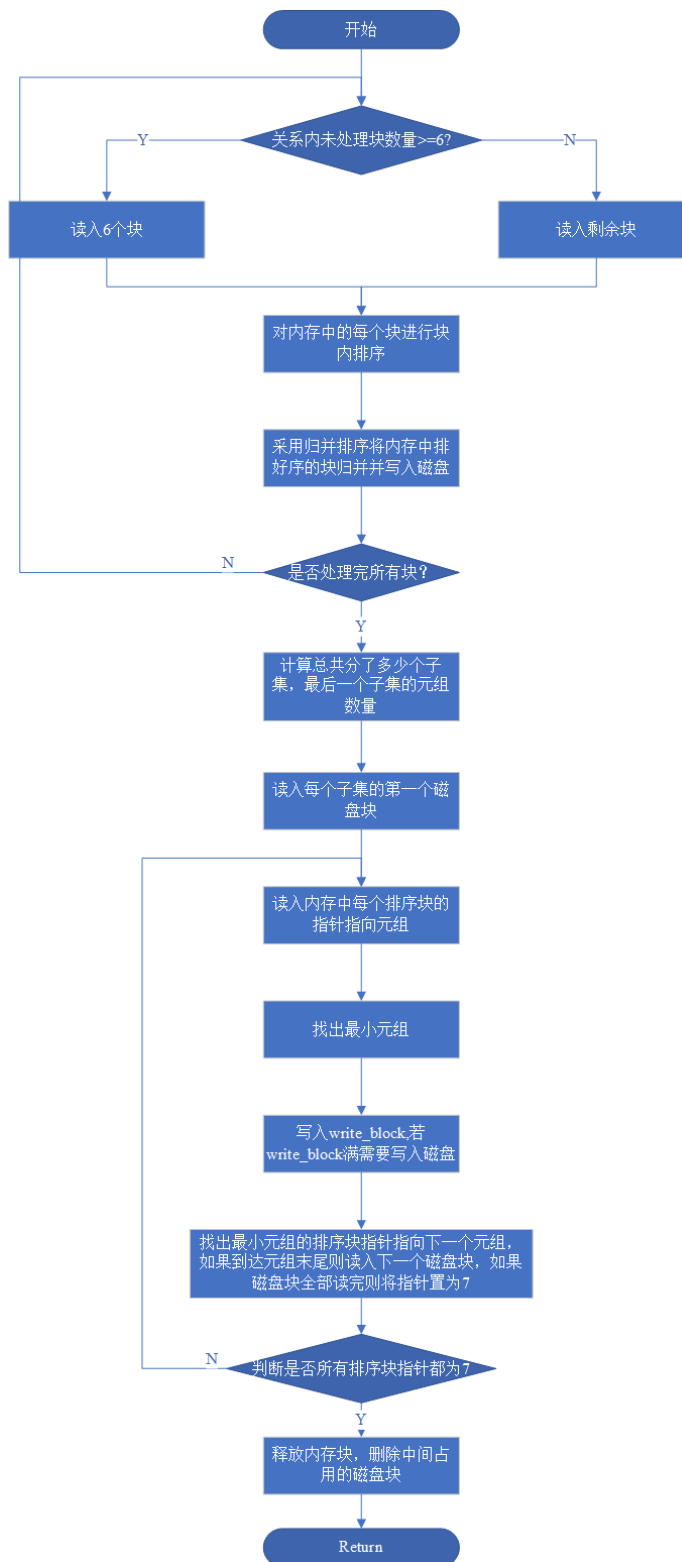 开始
关系内未处理块数量>=6?
Y
N
读入6个块
读入剩余块
对内存中的每个块进行块
内排序
采用归并排序将内存中排
好序的块归并并写入磁盘
N
是否处理完所有块？
Y
计算总共分了多少个子
集，最后一个子集的元组
数量
读入每个子集的第一个磁
盘块
读入内存中每个排序块的
指针指向元组
找出最小元组
写入write_block,若
write_block满需要写入磁盘
找出最小元组的排序块指针指向下一个元组，
如果到达元组末尾则读入下一个磁盘块，如果
磁盘块全部读完则将指针置为7
N
判断是否所有排序块指针都为7
Y
释放内存块，删除中间占
用的磁盘块
Return